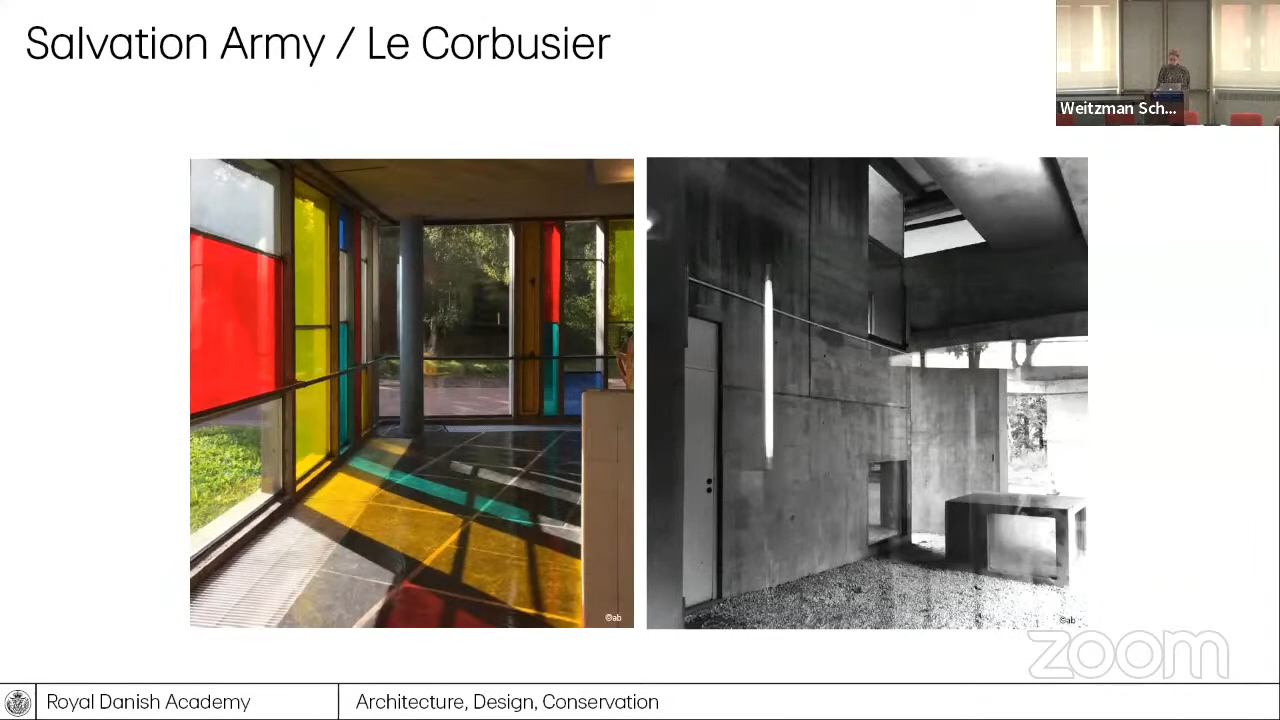 Salvation Army / Le Corbusier
Weitzman Sch...
©ab
©ab
zoom
Royal Danish Academy
Architecture, Design, Conservation